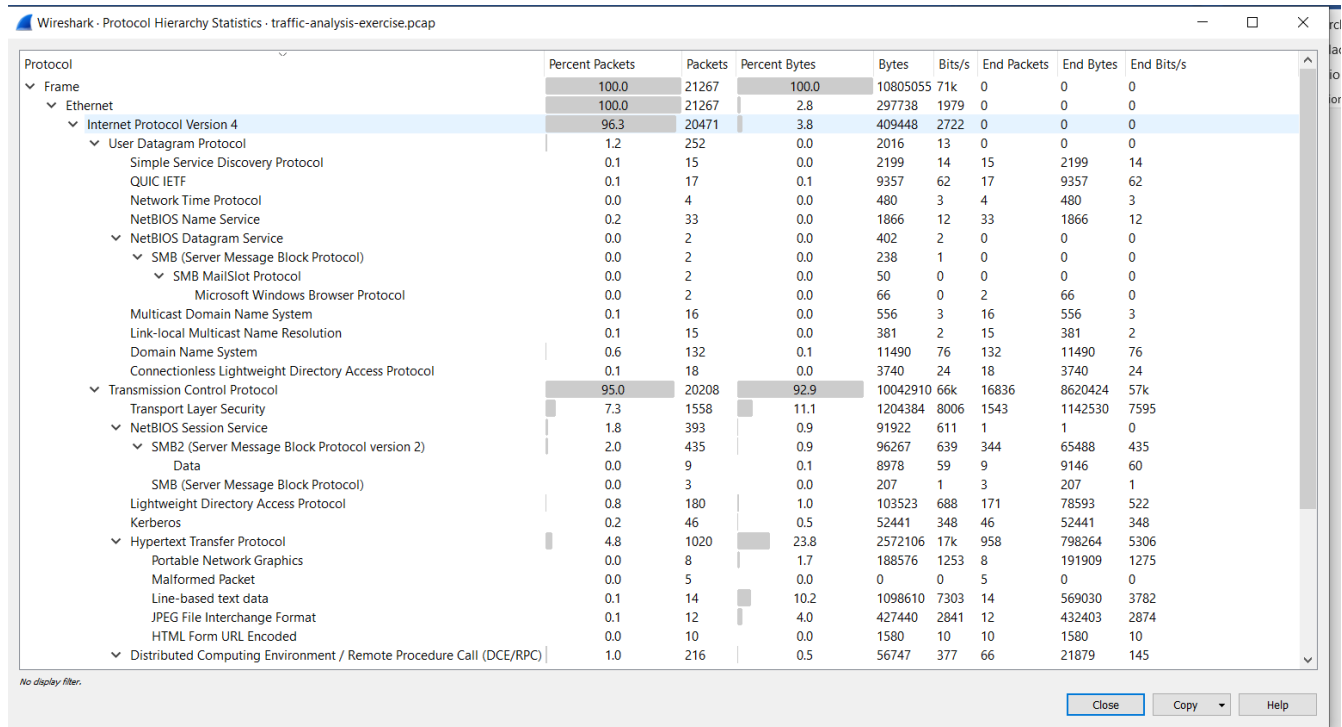 Wireshark · Protocol Hierarchy Statistics · traffic-analysis-exercise.pcap
Protocol Percent Packets Packets Percent Bytes Bytes Bits/s End Packets End Bytes End Bits/s
Frame 100.0 21267 100.0 10805055 71k 0 0 0
Ethernet 100.0 21267 2.8 297738 1979 0 0 0
Internet Protocol Version 4 96.3 20471 3.8 409448 2722 0 0 0
User Datagram Protocol 1.2 252 0.0 2016 13 0 0 0
Simple Service Discovery Protocol 0.1 15 0.0 2199 14 15 2199 14
QUIC IETF 0.1 17 0.1 9357 62 17 9357 62
Network Time Protocol 0.0 4 0.0 480 3 4 480 3
NetBIOS Name Service 0.2 33 0.0 1866 12 33 1866 12
NetBIOS Datagram Service 0.0 2 0.0 402 2 0 0 0
SMB (Server Message Block Protocol) 0.0 2 0.0 238 1 0 0 0
SMB MailSlot Protocol 0.0 2 0.0 50 0 0 0 0
Microsoft Windows Browser Protocol 0.0 2 0.0 66 0 2 66 0
Multicast Domain Name System 0.1 16 0.0 556 3 16 556 3
Link-local Multicast Name Resolution 0.1 15 0.0 381 2 15 381 2
Domain Name System 0.6 132 0.1 11490 76 132 11490 76
Connectionless Lightweight Directory Access Protocol 0.1 18 0.0 3740 24 18 3740 24
Transmission Control Protocol 95.0 20208 92.9 10042910 66k 16836 8620424 57k
Transport Layer Security 7.3 1558 11.1 1204384 8006 1543 1142530 7595
NetBIOS Session Service 1.8 393 0.9 91922 611 1 1 0
SMB2 (Server Message Block Protocol version 2) 2.0 435 0.9 96267 639 344 65488 435
Data 0.0 9 0.1 8978 59 9 9146 60
SMB (Server Message Block Protocol) 0.0 3 0.0 207 1 3 207 1
Lightweight Directory Access Protocol 0.8 180 1.0 103523 688 171 78593 522
Kerberos 0.2 46 0.5 52441 348 46 52441 348
Hypertext Transfer Protocol 4.8 1020 23.8 2572106 17k 958 798264 5306
Portable Network Graphics 0.0 8 1.7 188576 1253 8 191909 1275
Malformed Packet 0.0 5 0.0 0 0 5 0 0
Line-based text data 0.1 14 10.2 1098610 7303 14 569030 3782
JPEG File Interchange Format 0.1 12 4.0 427440 2841 12 432403 2874
HTML Form URL Encoded 0.0 10 0.0 1580 10 10 1580 10
Distributed Computing Environment / Remote Procedure Call (DCE/RPC) 1.0 216 0.5 56747 377 66 21879 145
No display filter.
Close Copy Help